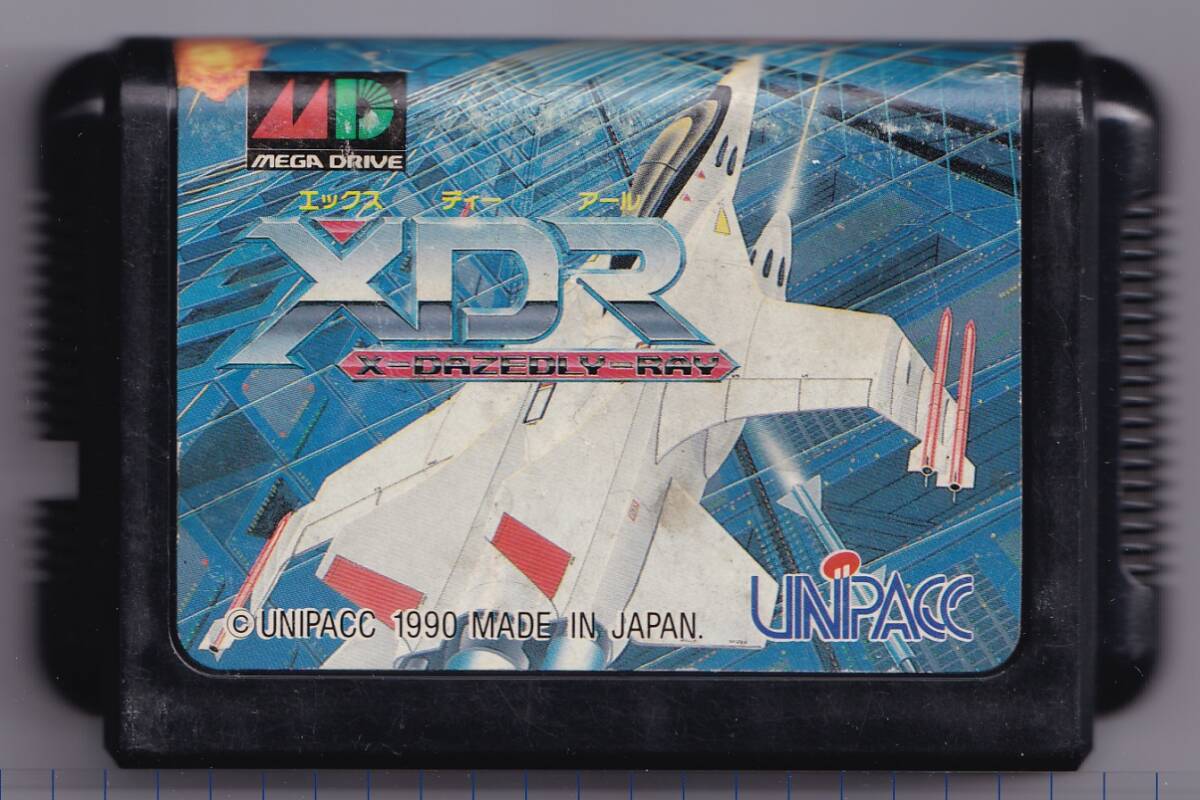 MD
MEGA DRIVE
エックス ディー アール
XDR
X-DAZEDLY-RAY
©UNIPACC 1990 MADE IN JAPAN.
UNIPACC